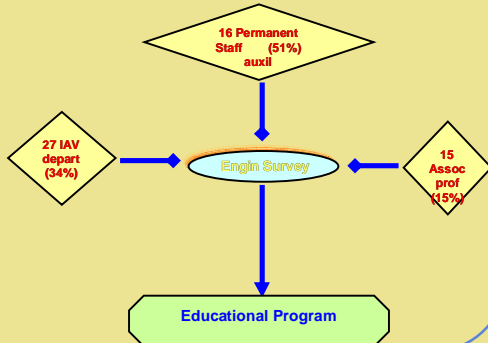 16 Permanent
Staff (51%)
auxil
27 IAV
depart
(34%)
Engin Survey
15
Assoc
prof
(15%)
Educational Program